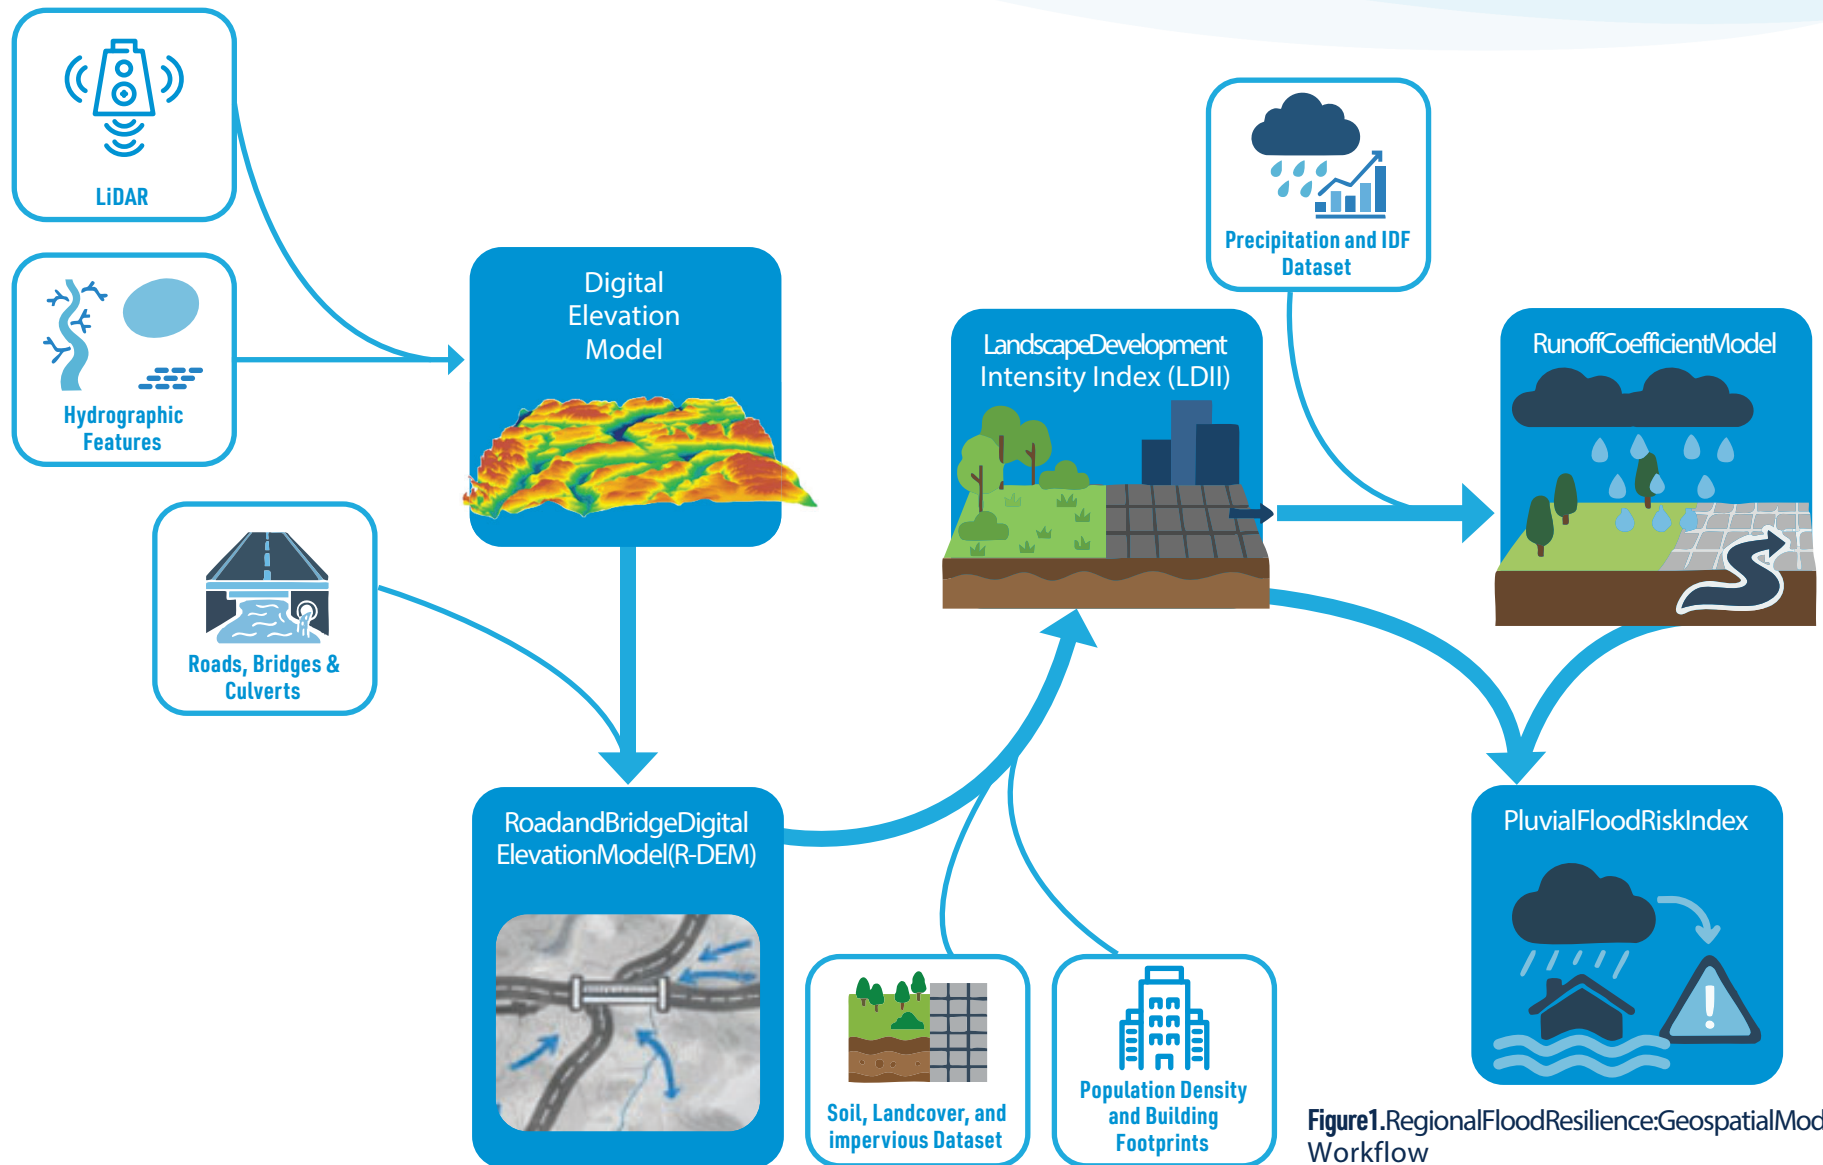 LiDAR
Hydrographic
Features
Roads, Bridges &
Culverts
Digital
Elevation
Model
RoadandBridgeDigital
ElevationModel(R-DEM)
LandscapeDevelopment
Intensity Index (LDII)
Soil, Landcover, and
impervious Dataset
Population Density
and Building
Footprints
Precipitation and IDF
Dataset
RunoffCoefficientModel
PluvialFloodRiskIndex
Figure1.RegionalFloodResilience:GeospatialMod
Workflow